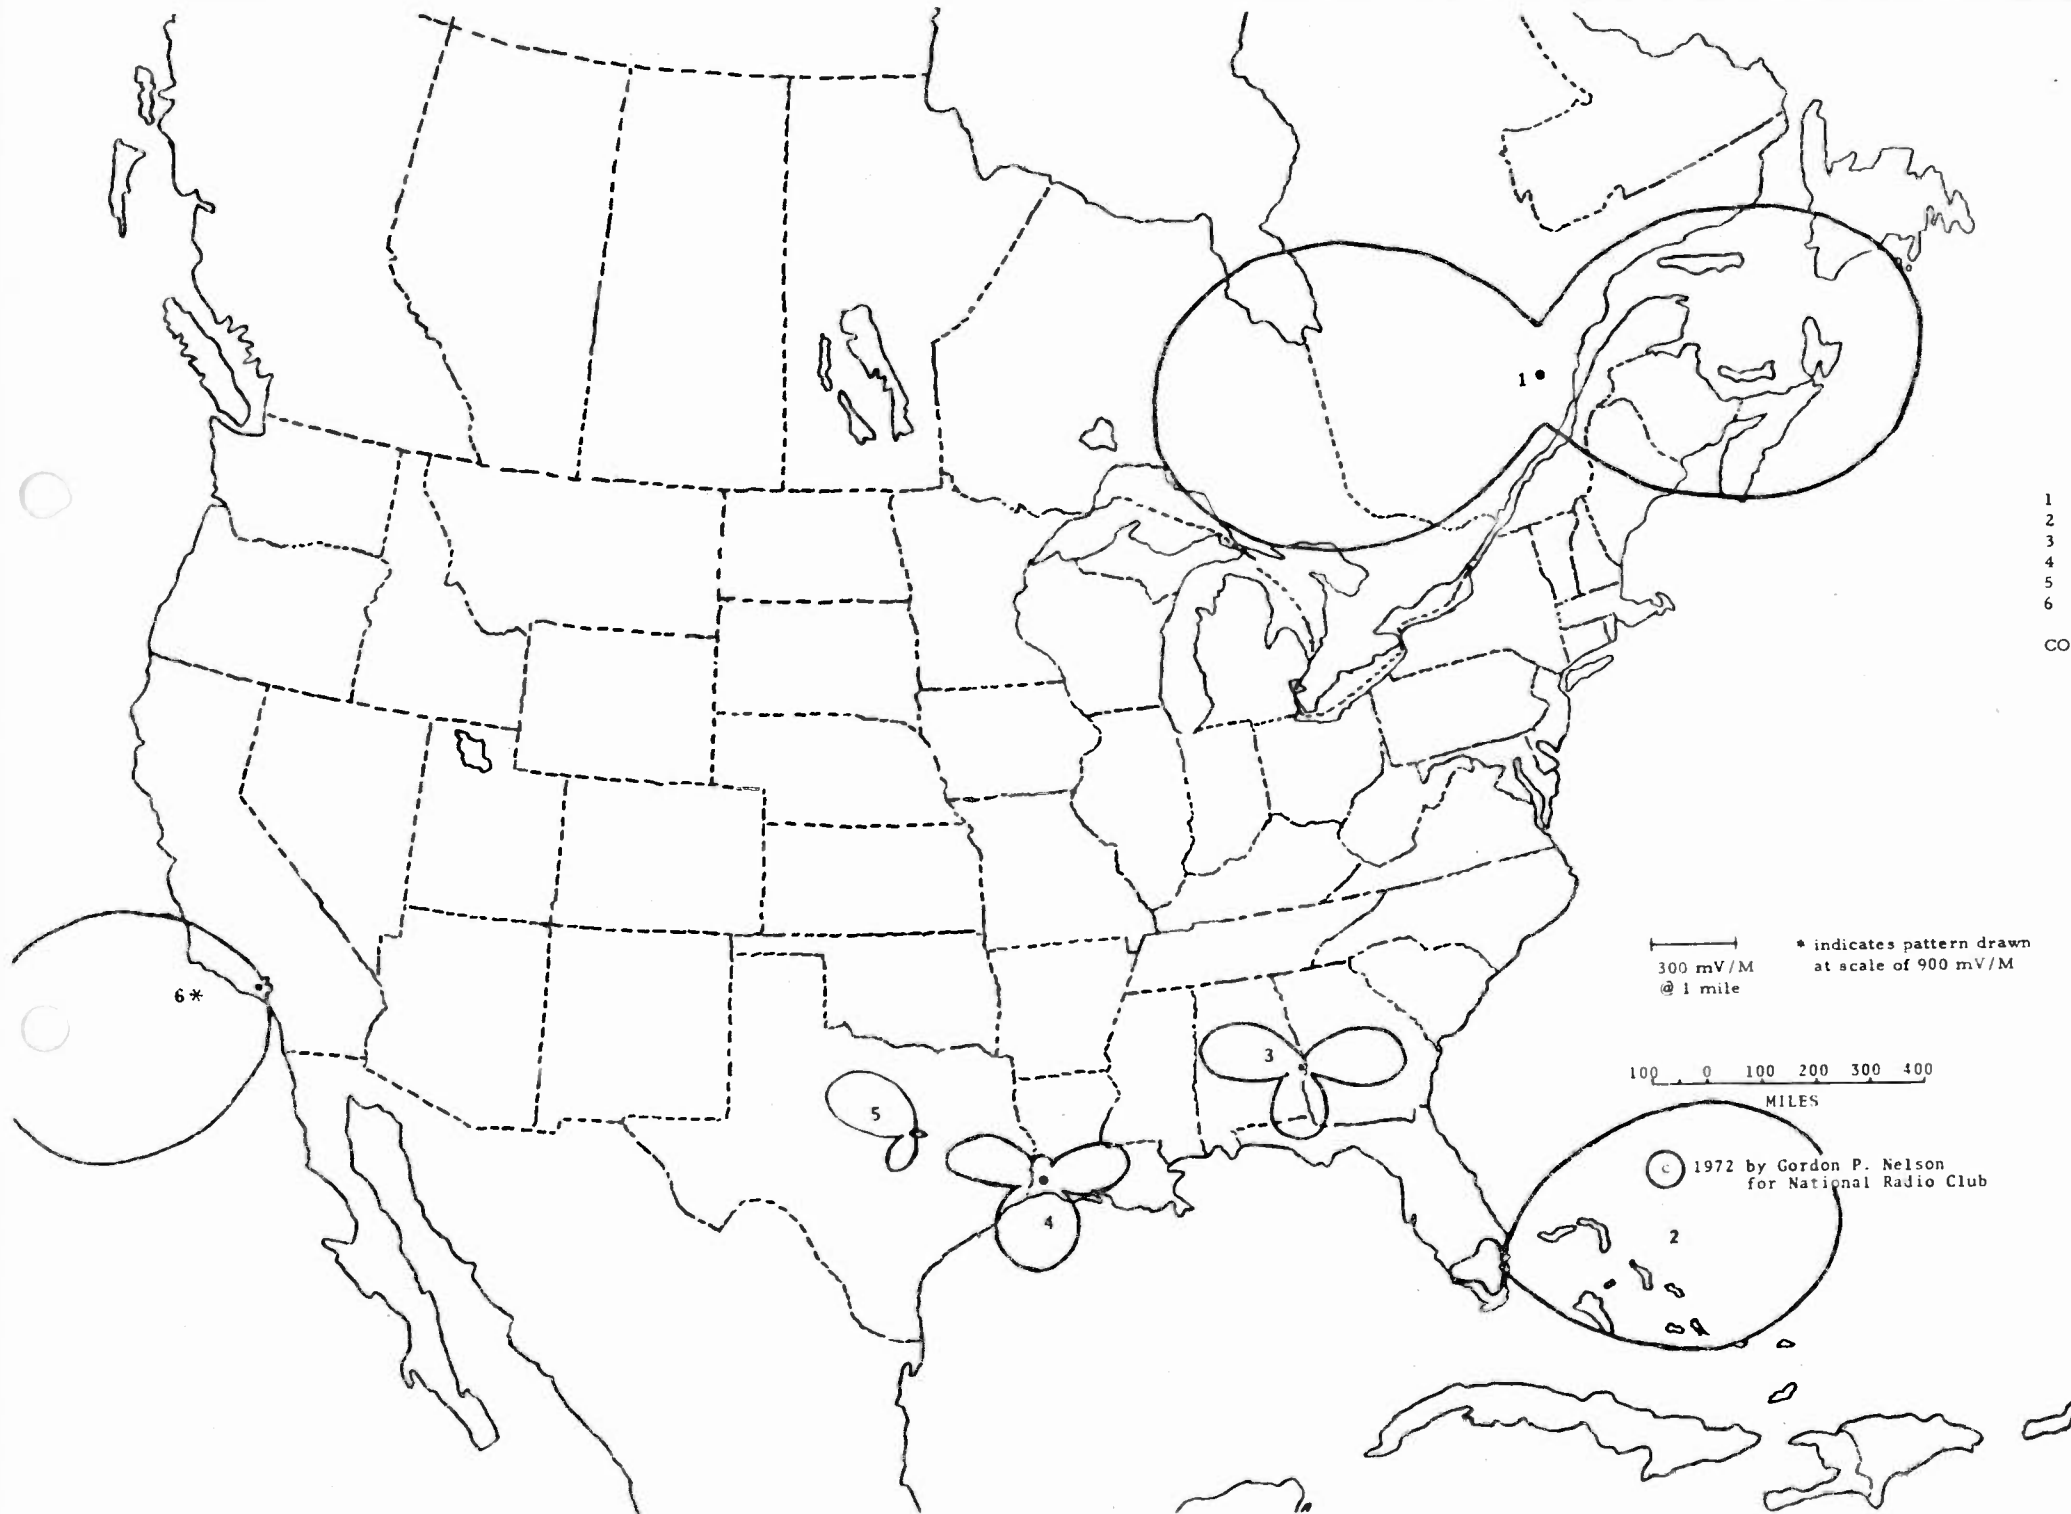 1
1
2
3
4
5
6
CO
300 mV/M
@ 1 mile
* indicates pattern drawn
at scale of 900 mV/M
6*
3
100 0 100 200 300 400
MILES
5
c 1972 by Gordon P. Nelson
for National Radio Club
4
2